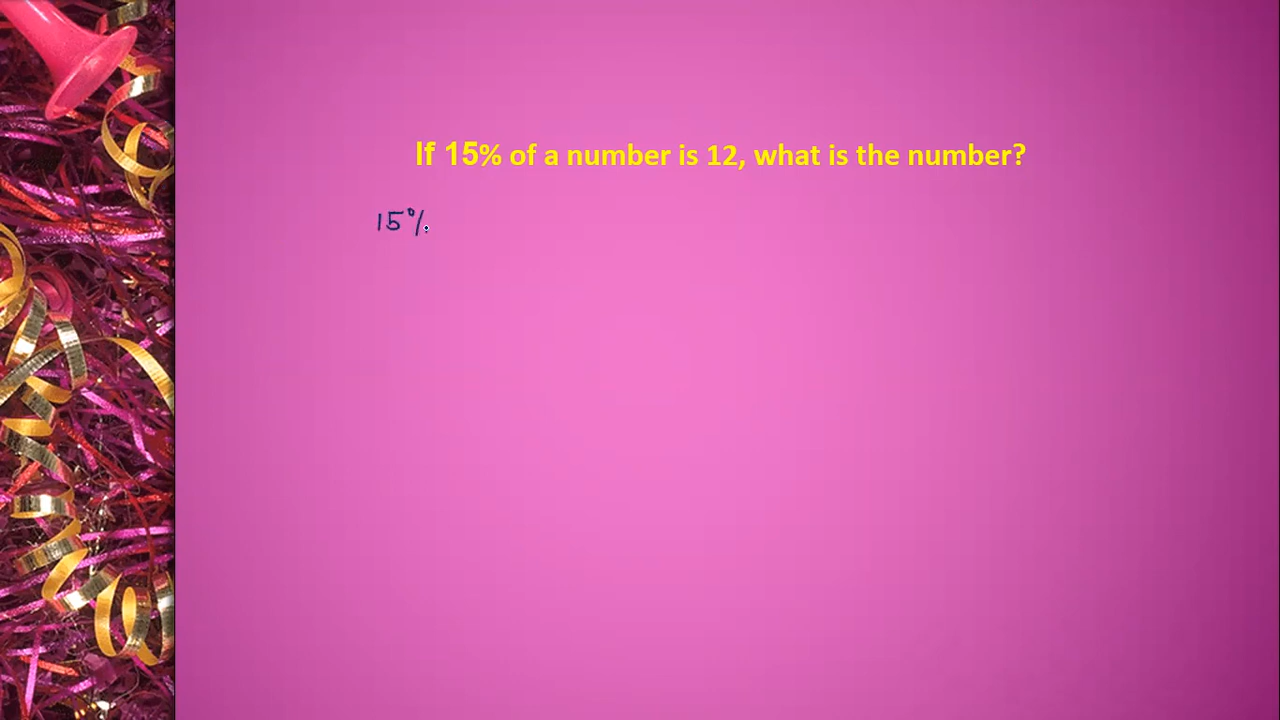 If 15% of a number is 12, what is the number?
15%